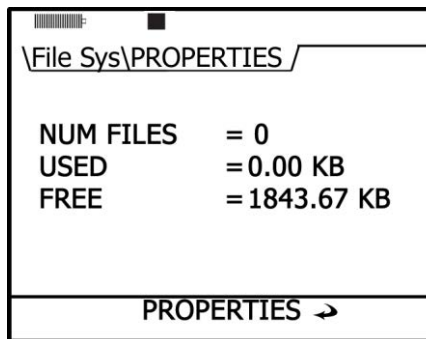 \File Sys\PROPERTIES /
NUM FILES = 0
USED =0.00 KB
FREE =1843.67 KB
PROPERTIES